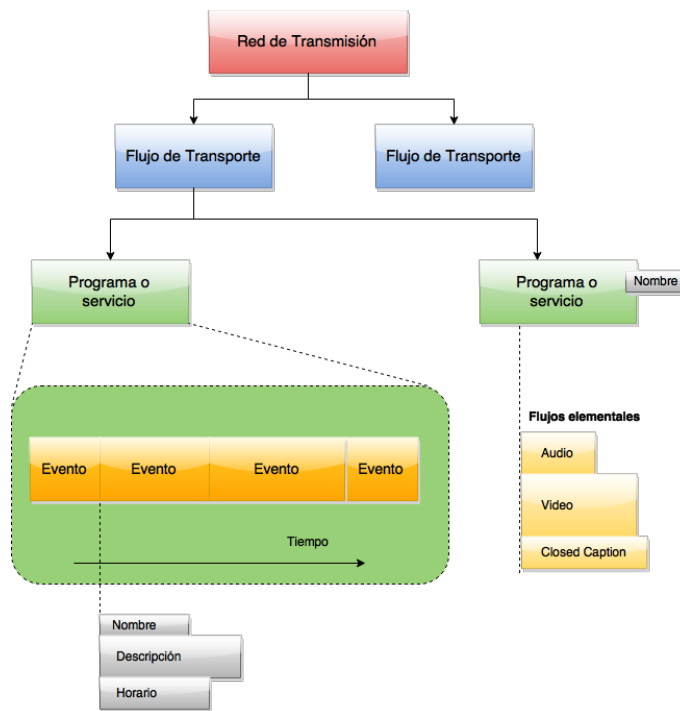 Red de Transmisión
Flujo de Transporte
Flujo de Transporte
Programa o
servicio
Programa o
servicio
Nombre
Flujos elementales
Audio
Video
Closed Caption
Evento
Evento
Evento
Evento
Tiempo
Nombre
Descripción
Horario